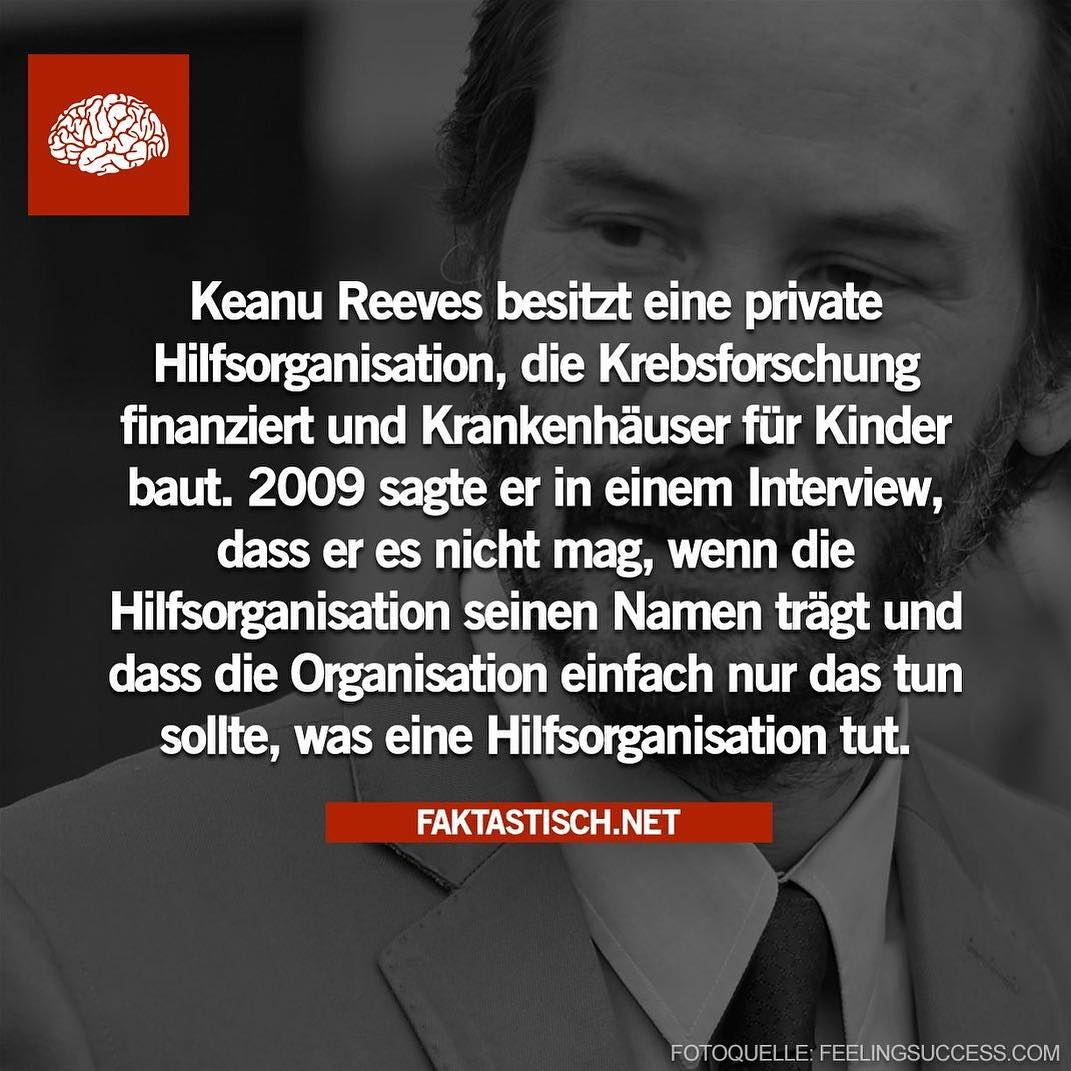 Keanu Reeves besitzt eine private
Hilfsorganisation, die Krebsforschung
finanziert und Krankenhäuser für Kinder
baut. 2009 sagte er in einem Interview,
dass er es nicht mag, wenn die
Hilfsorganisation seinen Namen trägt und
dass die Organisation einfach nur das tun
sollte, was eine Hilfsorganisation tut.
FAKTASTISCH.NET
FOTOQUELLE: FEELINGSUCCESS.COM